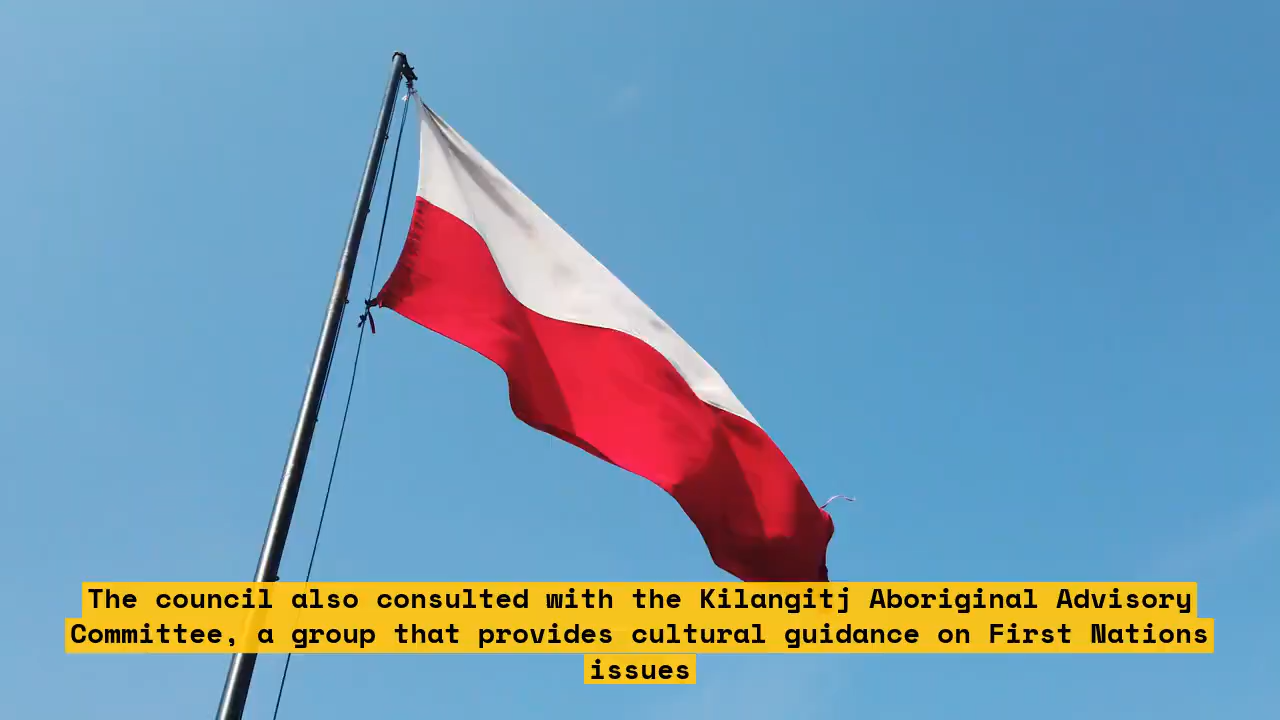 The council also consulted with the Kilangitj Aboriginal Advisory
Committee, a group that provides cultural guidance on First Nations
issues